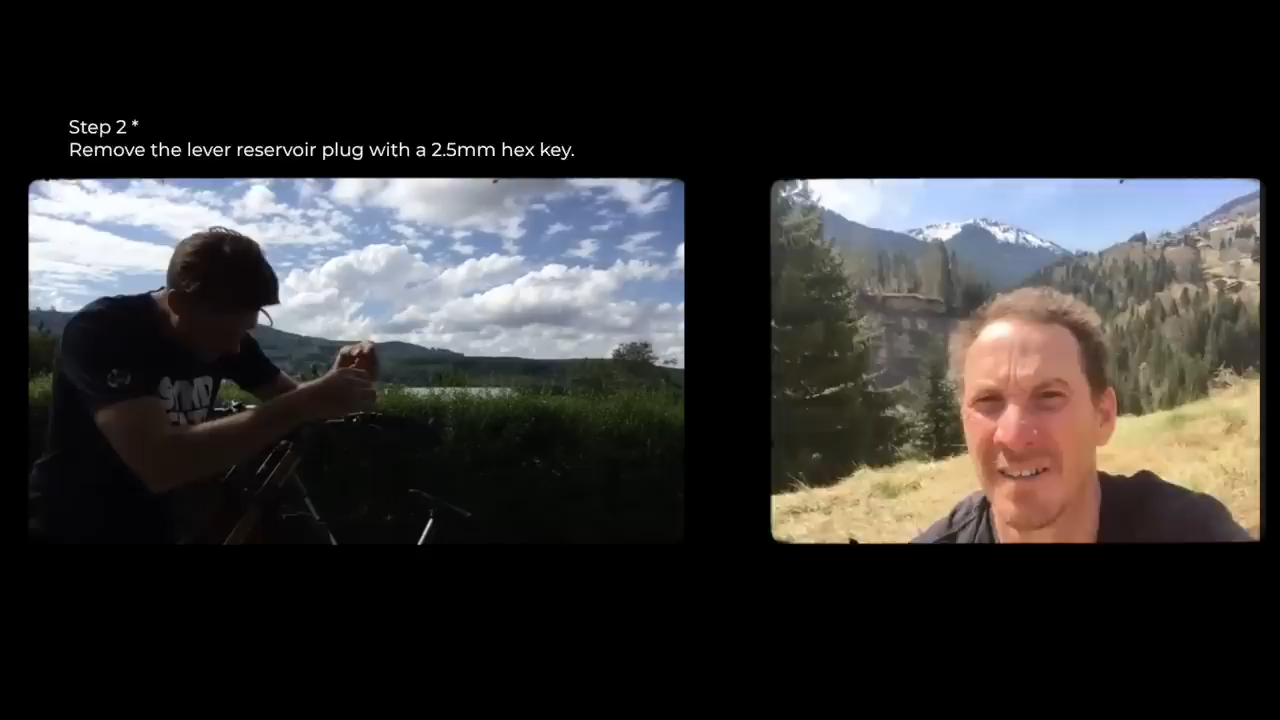 Step 2 *
Remove the lever reservoir plug with a 2.5mm hex key.